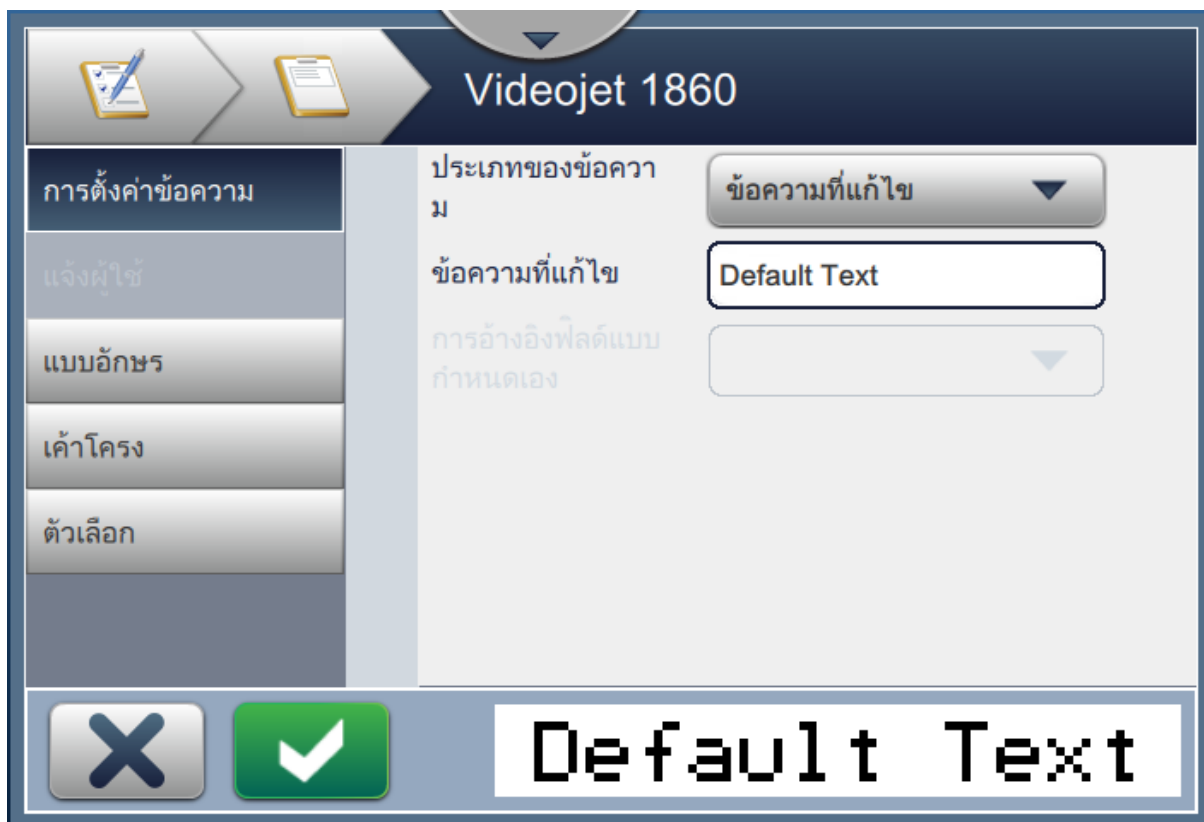 Videojet 1860
การตั้งค่าข้อความ
แจ้งผู้ใช้
แบบอักษร
เค้าโครง
ตัวเลือก
ประเภทของข้อควา
ม
ข้อความที่แก้ไข
ข้อความที่แก้ไข
Default Text
การอ้างอิงฟิลด์แบบ
กำหนดเอง
Default Text